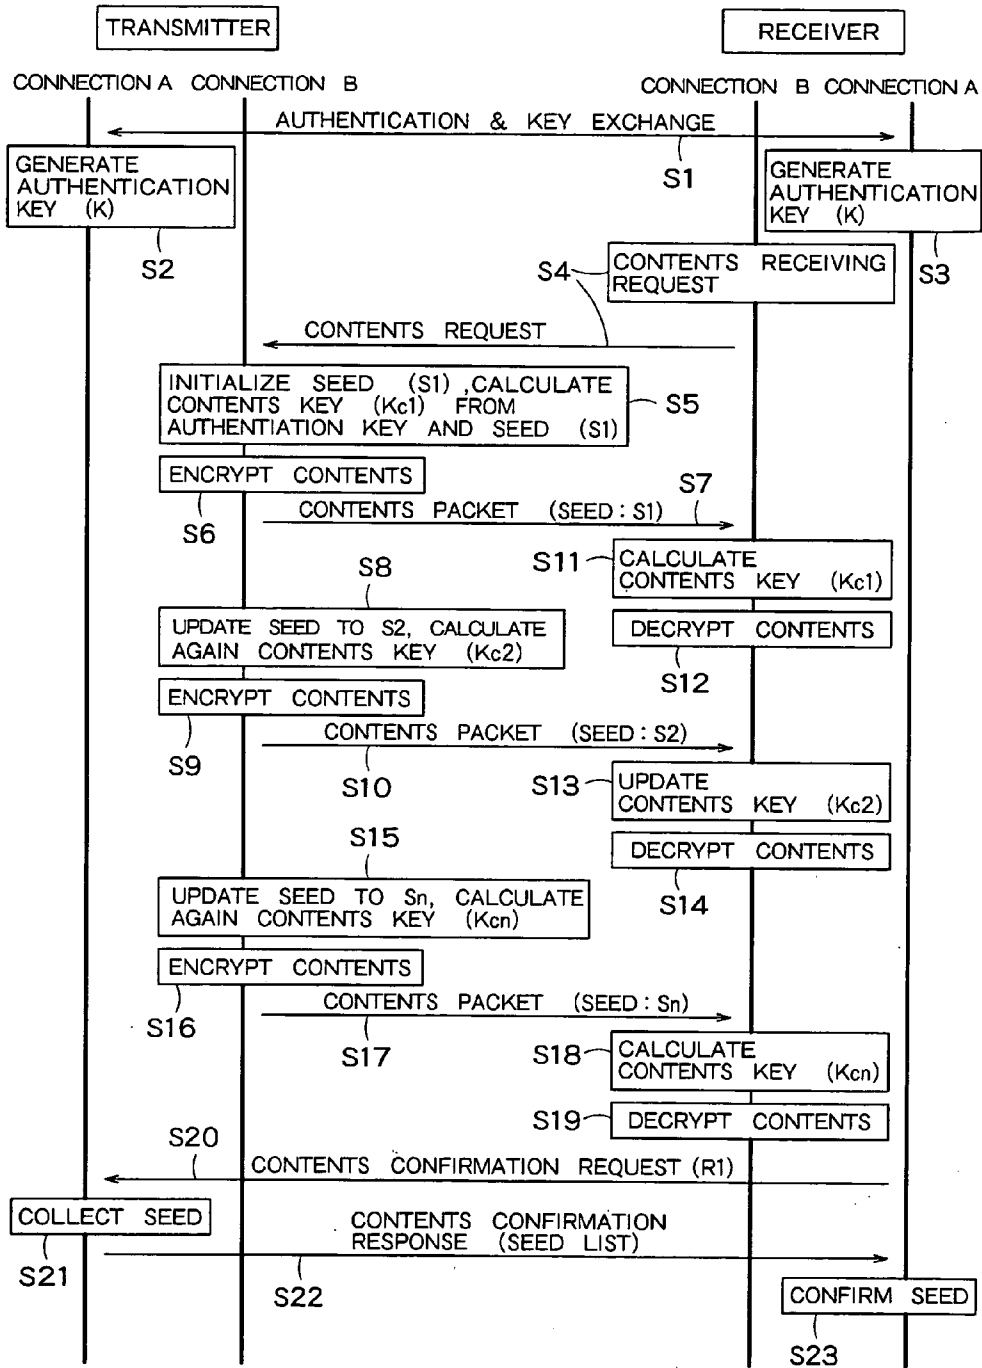 TRANSMITTER
RECEIVER
CONNECTION A CONNECTION B
CONNECTION B CONNECTION A
AUTHENTICATION & KEY EXCHANGE
S1
GENERATE
AUTHENTICATION
KEY (K)
S2
GENERATE
AUTHENTICATION
KEY (K)
S3
S4
CONTENTS RECEIVING
REQUEST
CONTENTS REQUEST
INITIALIZE SEED (S1) ,CALCULATE
CONTENTS KEY (Kc1) FROM
AUTHENTIATION KEY AND SEED (S1)
S5
ENCRYPT CONTENTS
S6
S7
CONTENTS PACKET (SEED : S1)
S11
CALCULATE
CONTENTS KEY (Kc1)
S8
UPDATE SEED TO S2, CALCULATE
AGAIN CONTENTS KEY (Kc2)
DECRYPT CONTENTS
S12
ENCRYPT CONTENTS
S9
CONTENTS PACKET (SEED : S2)
S10
S13
UPDATE
CONTENTS KEY (Kc2)
S15
DECRYPT CONTENTS
S14
UPDATE SEED TO Sn, CALCULATE
AGAIN CONTENTS KEY (Kcn)
ENCRYPT CONTENTS
S16
CONTENTS PACKET (SEED : Sn)
S17
S18
CALCULATE
CONTENTS KEY (Kcn)
S19
DECRYPT CONTENTS
S20
CONTENTS CONFIRMATION REQUEST (R1)
COLLECT SEED
S21
CONTENTS CONFIRMATION
RESPONSE (SEED LIST)
S22
CONFIRM SEED
S23